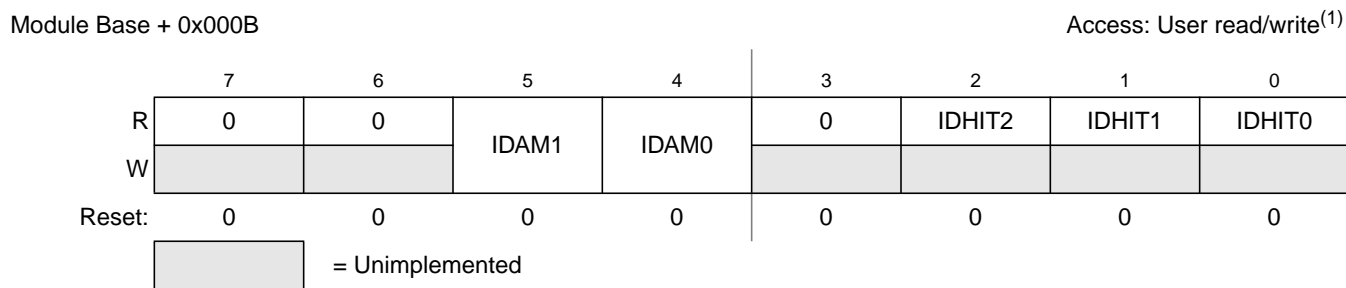 Module Base + 0x000B Access: User read/write(1)
7 6 5 4 3 2 1 0
R 0 0 IDAM1 IDAM0 0 IDHIT2 IDHIT1 IDHIT0
W
Reset: 0 0 0 0 0 0 0 0
= Unimplemented